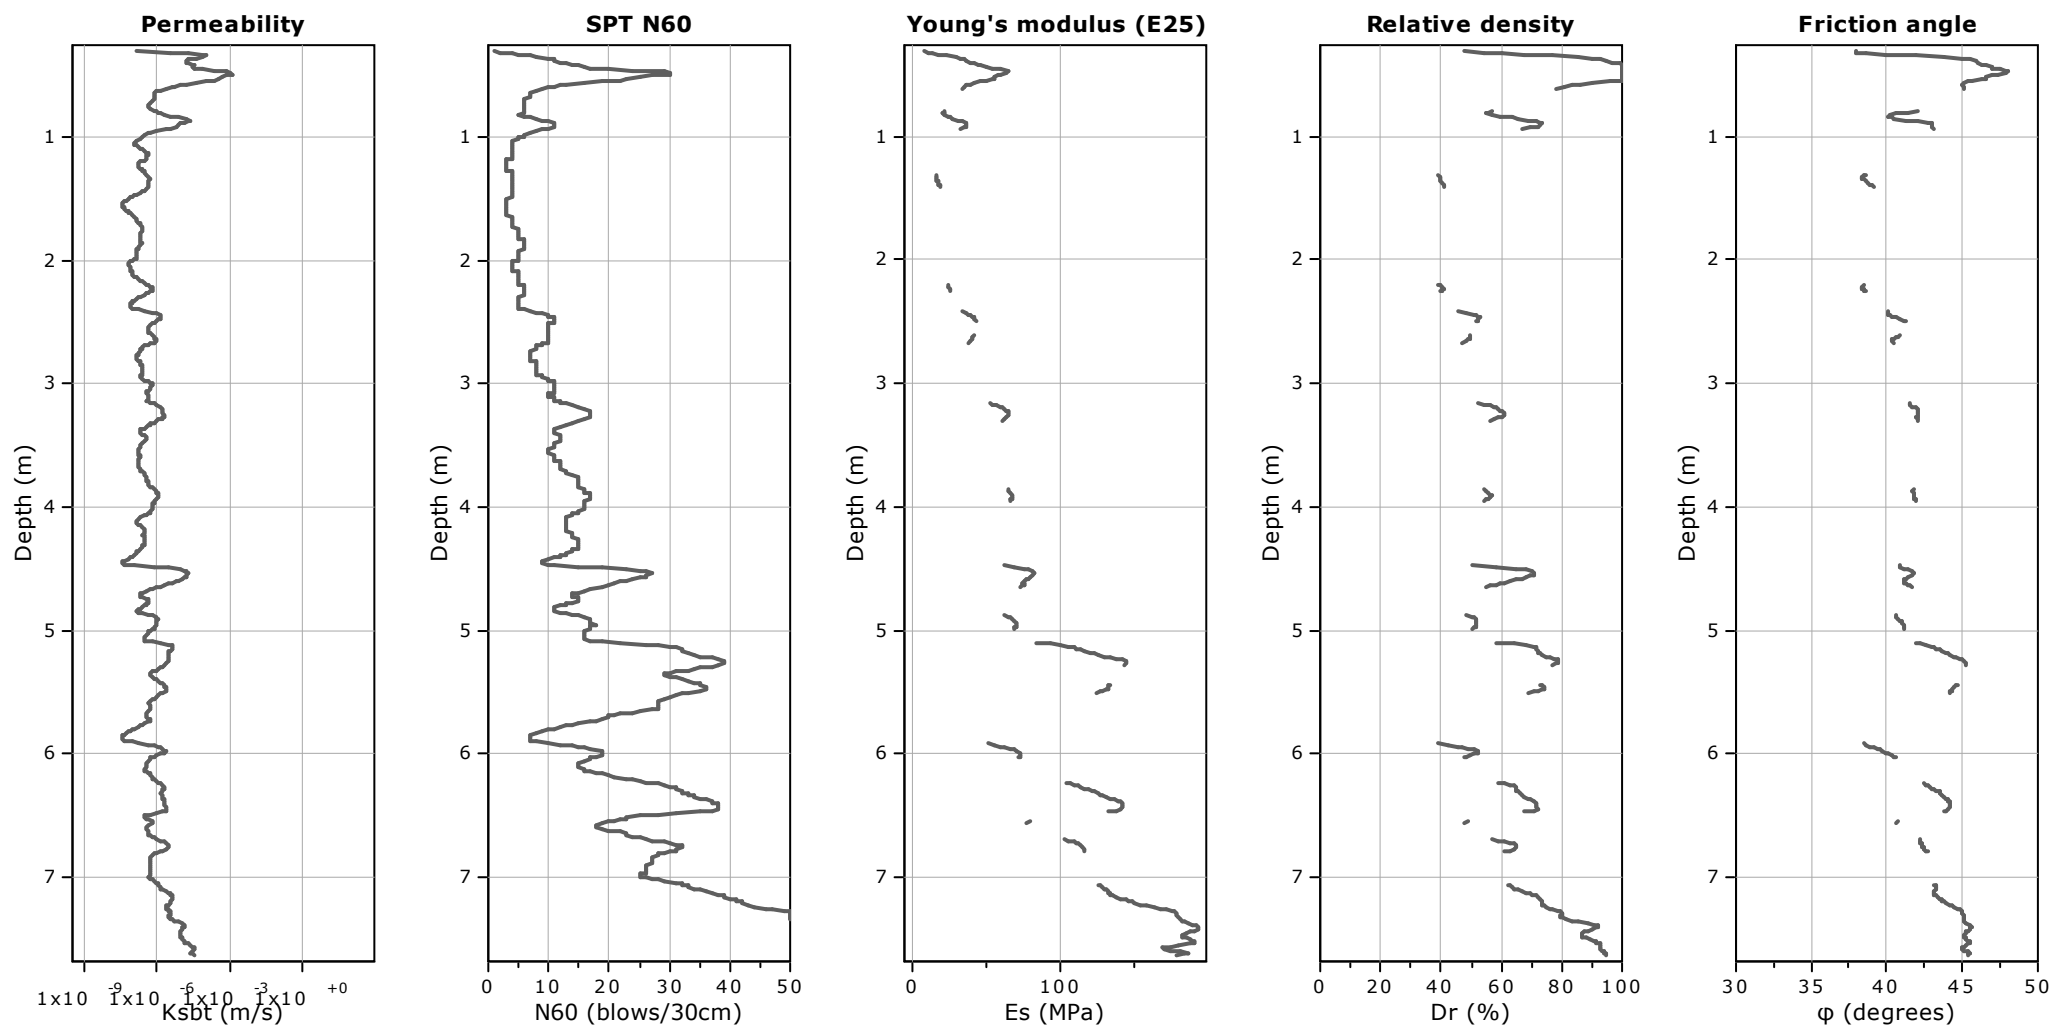 Permeability
SPT N60
Young's modulus (E25)
Relative density
Friction angle
Depth (m)
1
2
3
4
5
6
7
1x10 -9 1x10 -6 1x10 -3 1x10 +0
Ksbt (m/s)
Depth (m)
1
2
3
4
5
6
7
0 10 20 30 40 50
N60 (blows/30cm)
Depth (m)
1
2
3
4
5
6
7
0 100
Es (MPa)
Depth (m)
1
2
3
4
5
6
7
0 20 40 60 80 100
Dr (%)
Depth (m)
1
2
3
4
5
6
7
30 35 40 45 50
φ (degrees)